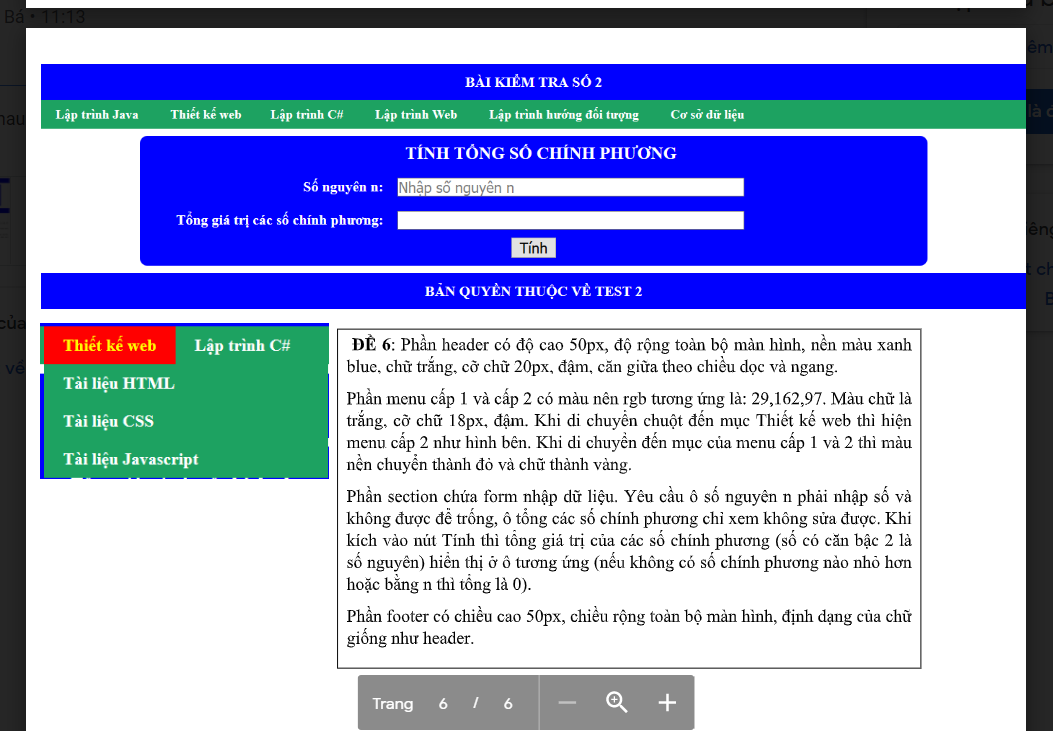 Bá • 11:13
BÀI KIỂM TRA SỐ 2
Lập trình Java Thiết kế web Lập trình C# Lập trình Web Lập trình hướng đối tượng Cơ sở dữ liệu
TÍNH TỔNG SỐ CHÍNH PHƯƠNG
Số nguyên n: Nhập số nguyên n
Tổng giá trị các số chính phương:
Tính
BẢN QUYỀN THUỘC VỀ TEST 2
Thiết kế web Lập trình C#
Tài liệu HTML
Tài liệu CSS
Tài liệu Javascript
ĐỀ 6: Phần header có độ cao 50px, độ rộng toàn bộ màn hình, nền màu xanh
blue, chữ trắng, cỡ chữ 20px, đậm, căn giữa theo chiều dọc và ngang.
Phần menu cấp 1 và cấp 2 có màu nên rgb tương ứng là: 29,162,97. Màu chữ là
trắng, cỡ chữ 18px, đậm. Khi di chuyển chuột đến mục Thiết kế web thì hiện
menu cấp 2 như hình bên. Khi di chuyển đến mục của menu cấp 1 và 2 thì màu
nền chuyển thành đỏ và chữ thành vàng.
Phần section chứa form nhập dữ liệu. Yêu cầu ô số nguyên n phải nhập số và
không được để trống, ô tổng các số chính phương chỉ xem không sửa được. Khi
kích vào nút Tính thì tổng giá trị của các số chính phương (số có căn bậc 2 là
số nguyên) hiển thị ở ô tương ứng (nếu không có số chính phương nào nhỏ hơn
hoặc bằng n thì tổng là 0).
Phần footer có chiều cao 50px, chiều rộng toàn bộ màn hình, định dạng của chữ
giống như header.
Trang 6 / 6